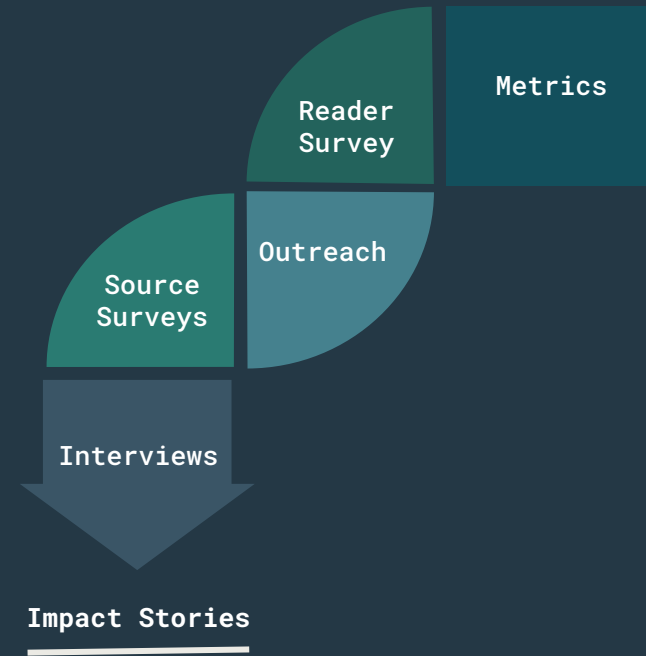 Metrics
Reader
Survey
Outreach
Source
Surveys
Interviews
Impact Stories